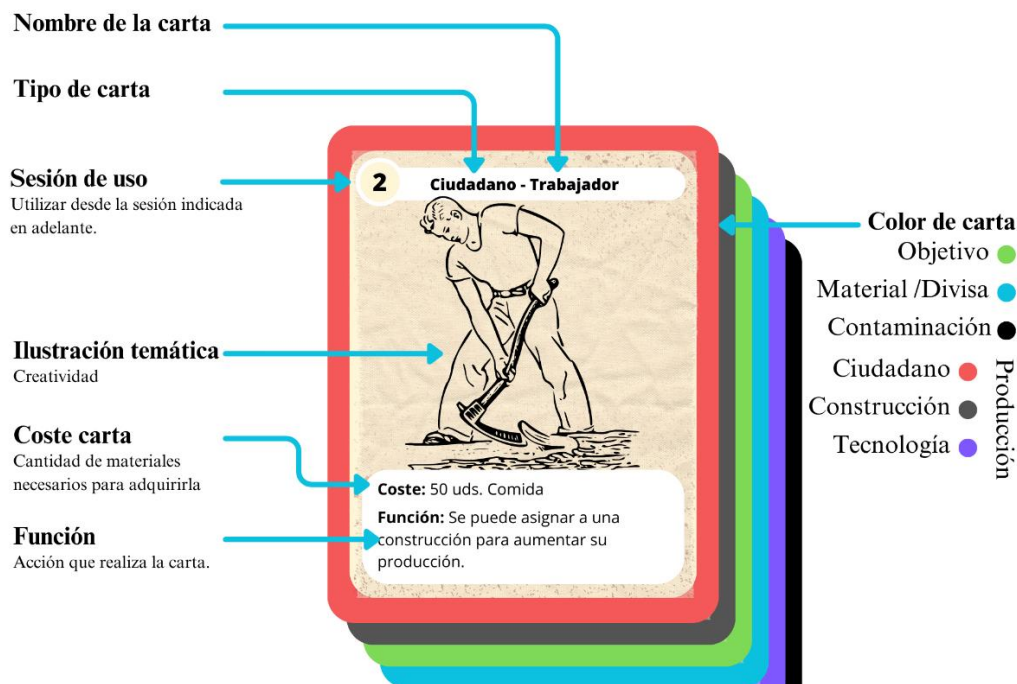 Nombre de la carta
Tipo de carta
Sesión de uso
Utilizar desde la sesión indicada
en adelante.
Ilustración temática
Creatividad
Coste carta
Cantidad de materiales
necesarios para adquirirla
Función
Acción que realiza la carta.
2
Ciudadano - Trabajador
Coste: 50 uds. Comida
Función: Se puede asignar a una
construcción para aumentar su
producción.
Color de carta
Objetivo
Material /Divisa
Contaminación
Ciudadano
Construcción
Tecnología
Producción